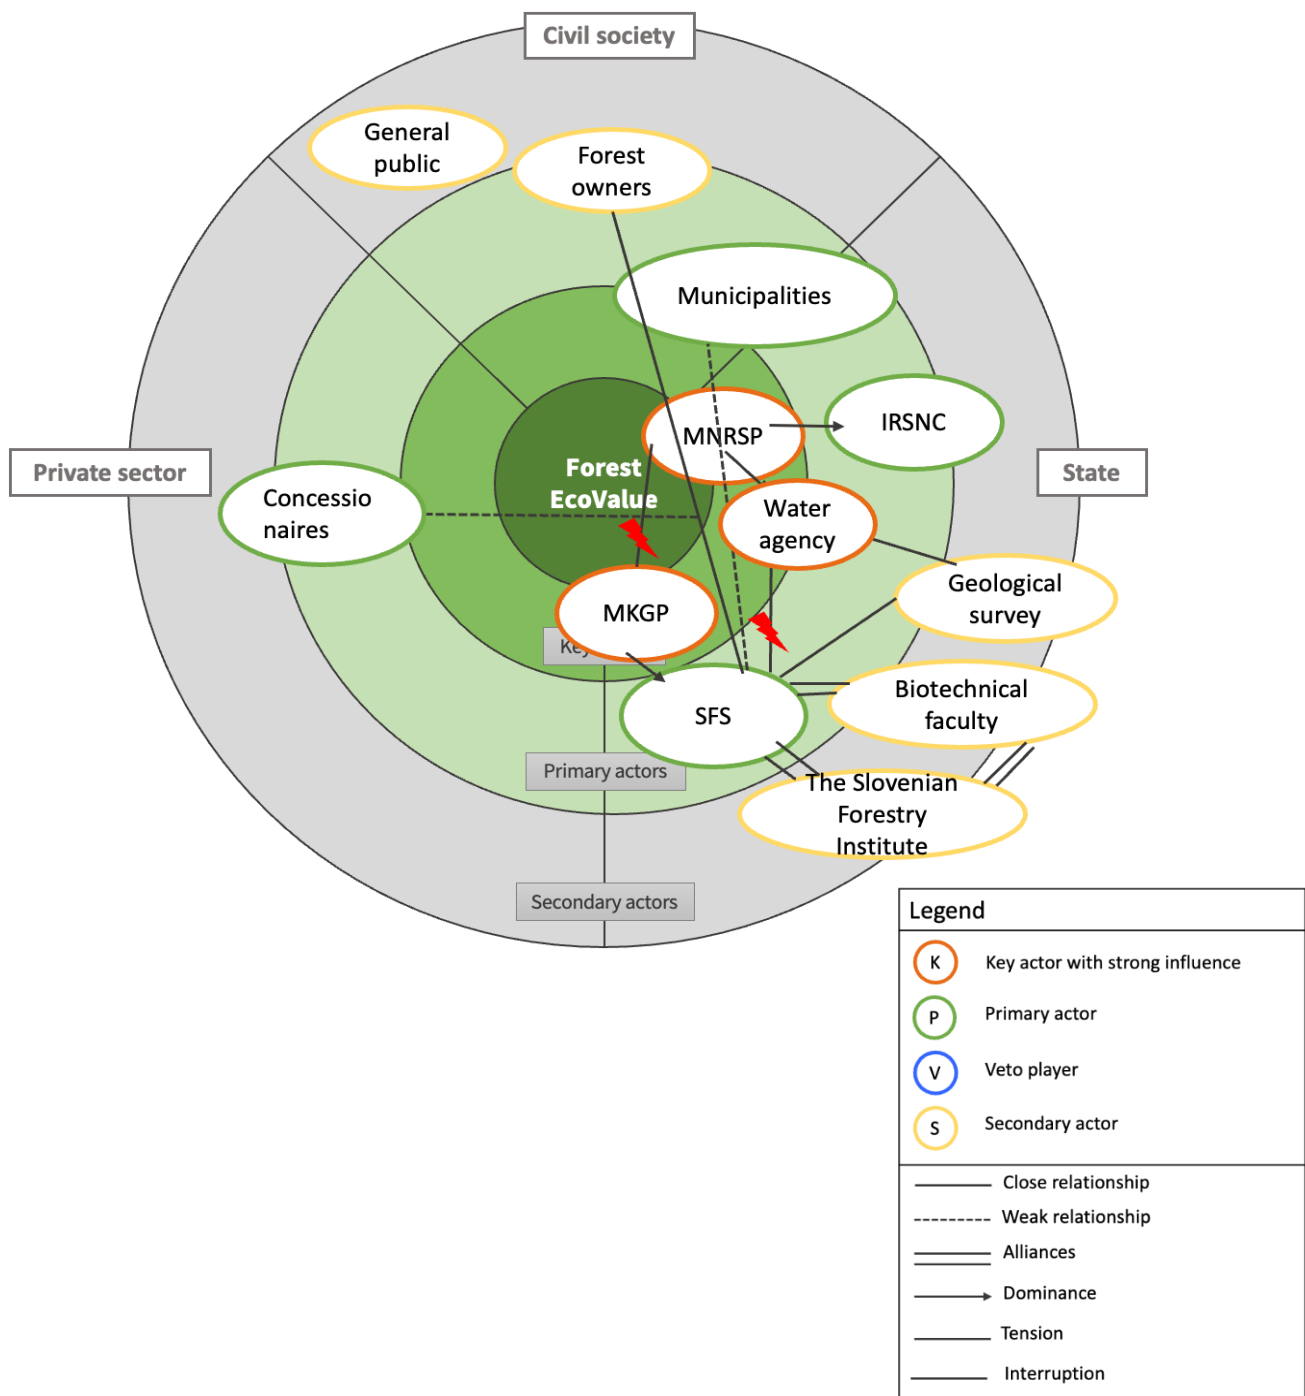 Civil society
General
public
Forest
owners
Municipalities
MNRSP
IRSNC
Private sector
Forest
EcoValue
State
Concessio
naires
Water
agency
Geological
survey
MKGP
SFS
Biotechnical
faculty
Primary actors
The Slovenian
Forestry
Institute
Secondary actors
Legend
K Key actor with strong influence
P Primary actor
V Veto player
S Secondary actor
Close relationship
Weak relationship
Alliances
Dominance
Tension
Interruption